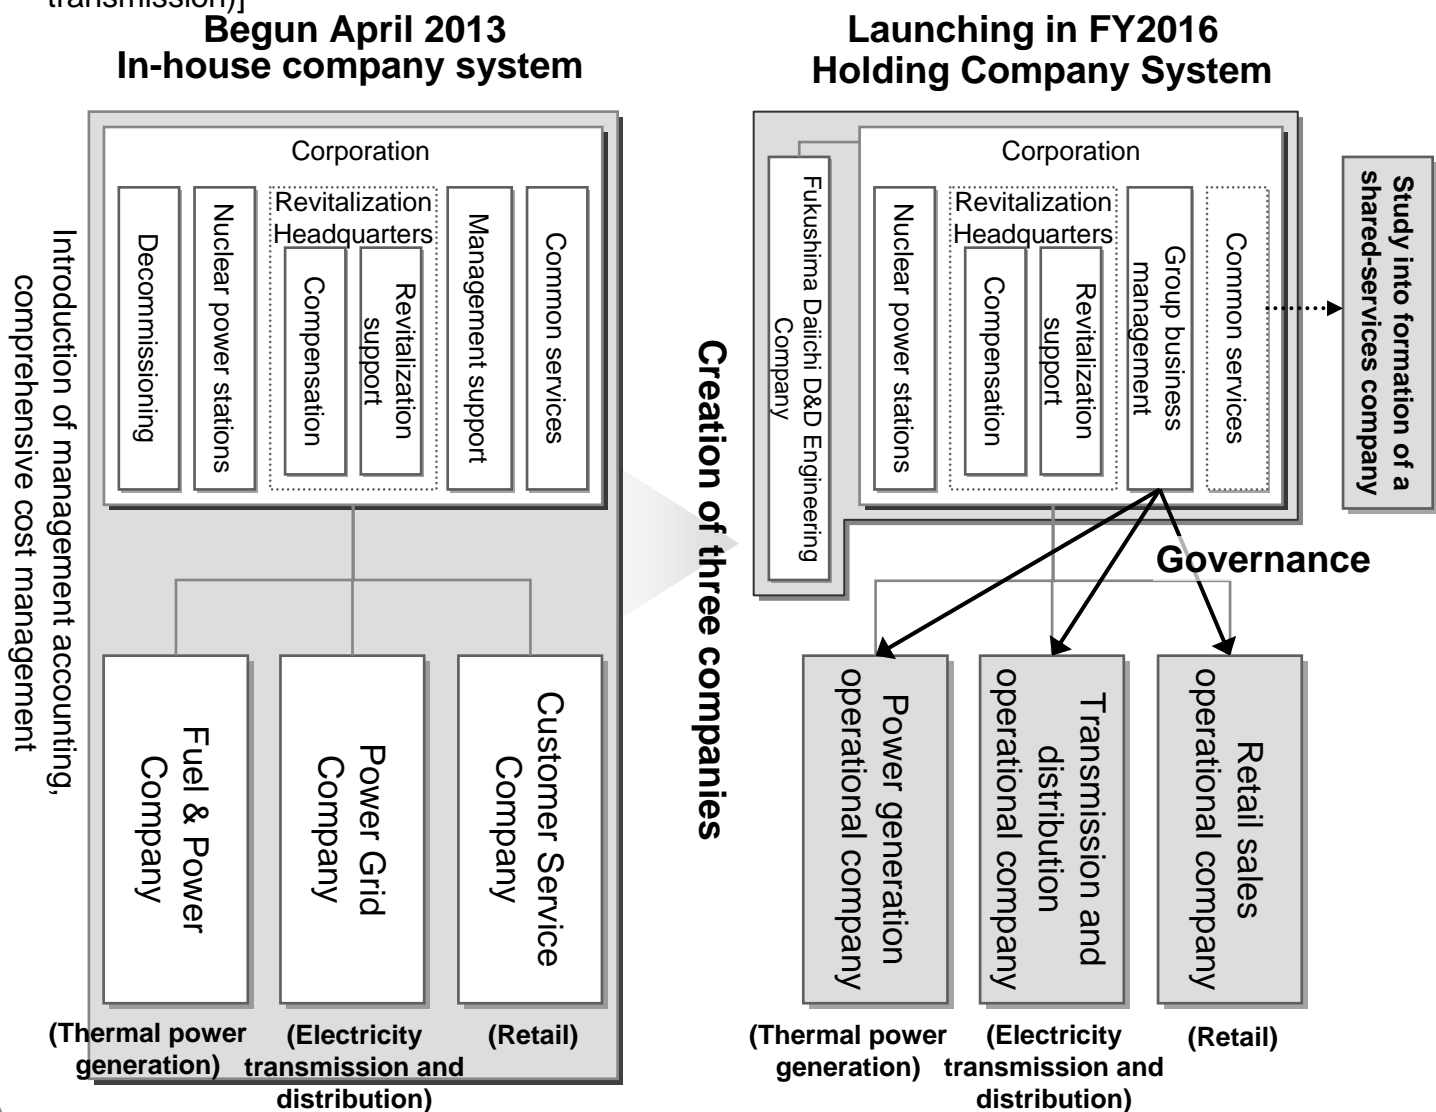 transmission)]
Begun April 2013
In-house company system
Introduction of management accounting,
comprehensive cost management
Corporation
Decommissioning
Nuclear power stations
Revitalization
Headquarters
Compensation
Revitalization
support
Management support
Common services
Fuel & Power
Company
Power Grid
Company
Customer Service
Company
(Thermal power
generation)
(Electricity
transmission and
distribution)
(Retail)
Creation of three companies
Launching in FY2016
Holding Company System
Fukushima Daiichi D&D Engineering
Company
Corporation
Nuclear power stations
Revitalization
Headquarters
Compensation
Revitalization
support
Group business
management
Common services
Study into formation of a
shared-services company
Governance
Power generation
operational company
Transmission and
distribution
operational company
Retail sales
operational company
(Thermal power
generation)
(Electricity
transmission and
distribution)
(Retail)